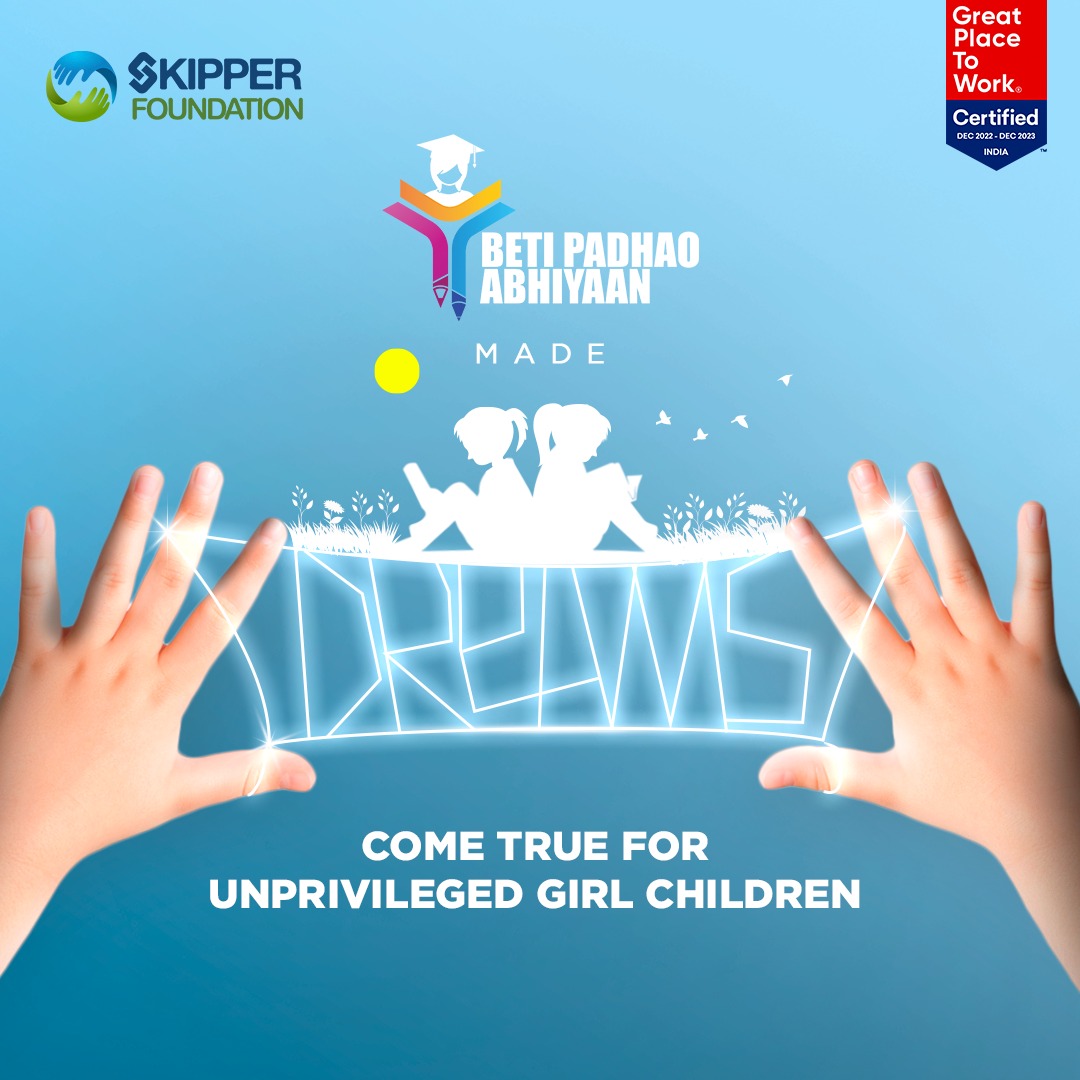 SKIPPER
FOUNDATION
Great
Place
To
Work®
Certified
DEC 2022 - DEC 2023
INDIA
™
BETI PADHAO
ABHIYAAN
MADE
DREAMS
COME TRUE FOR
UNPRIVILEGED GIRL CHILDREN